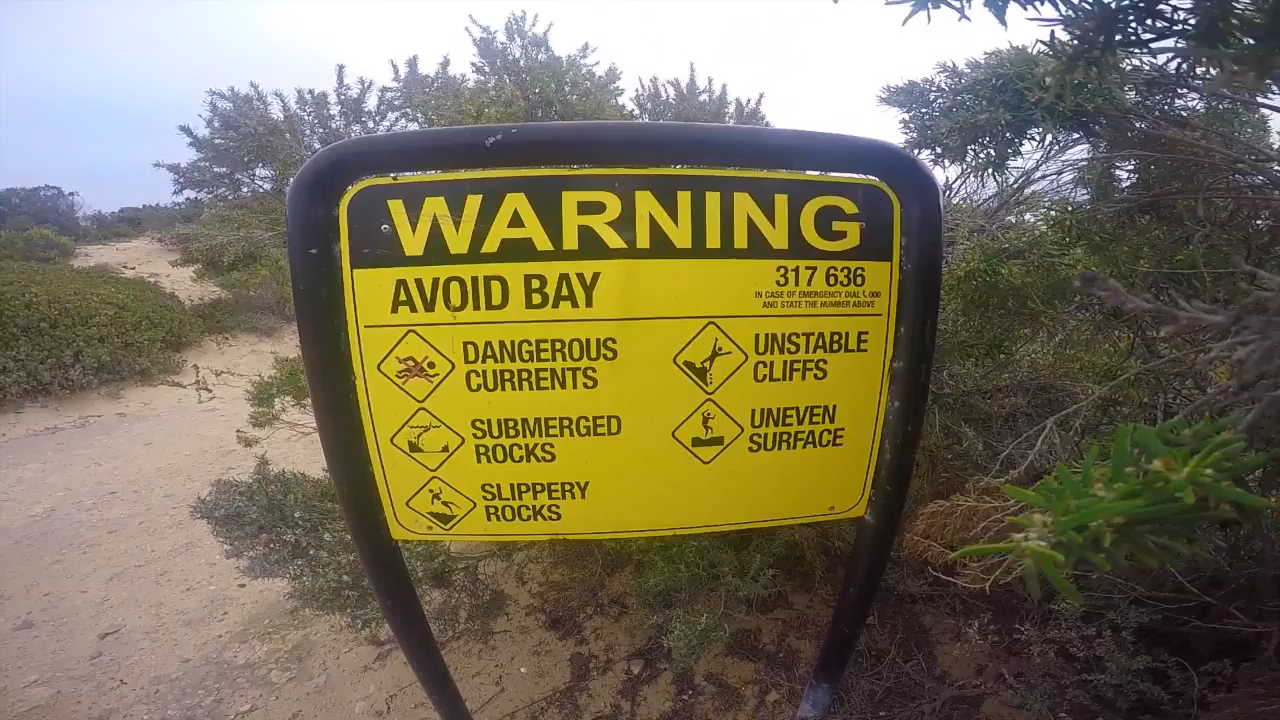 WARNING
AVOID BAY
317 636
IN CASE OF EMERGENCY DIAL 000
AND STATE THE NUMBER ABOVE
DANGEROUS
CURRENTS
SUBMERGED
ROCKS
SLIPPERY
ROCKS
UNSTABLE
CLIFFS
UNEVEN
SURFACE